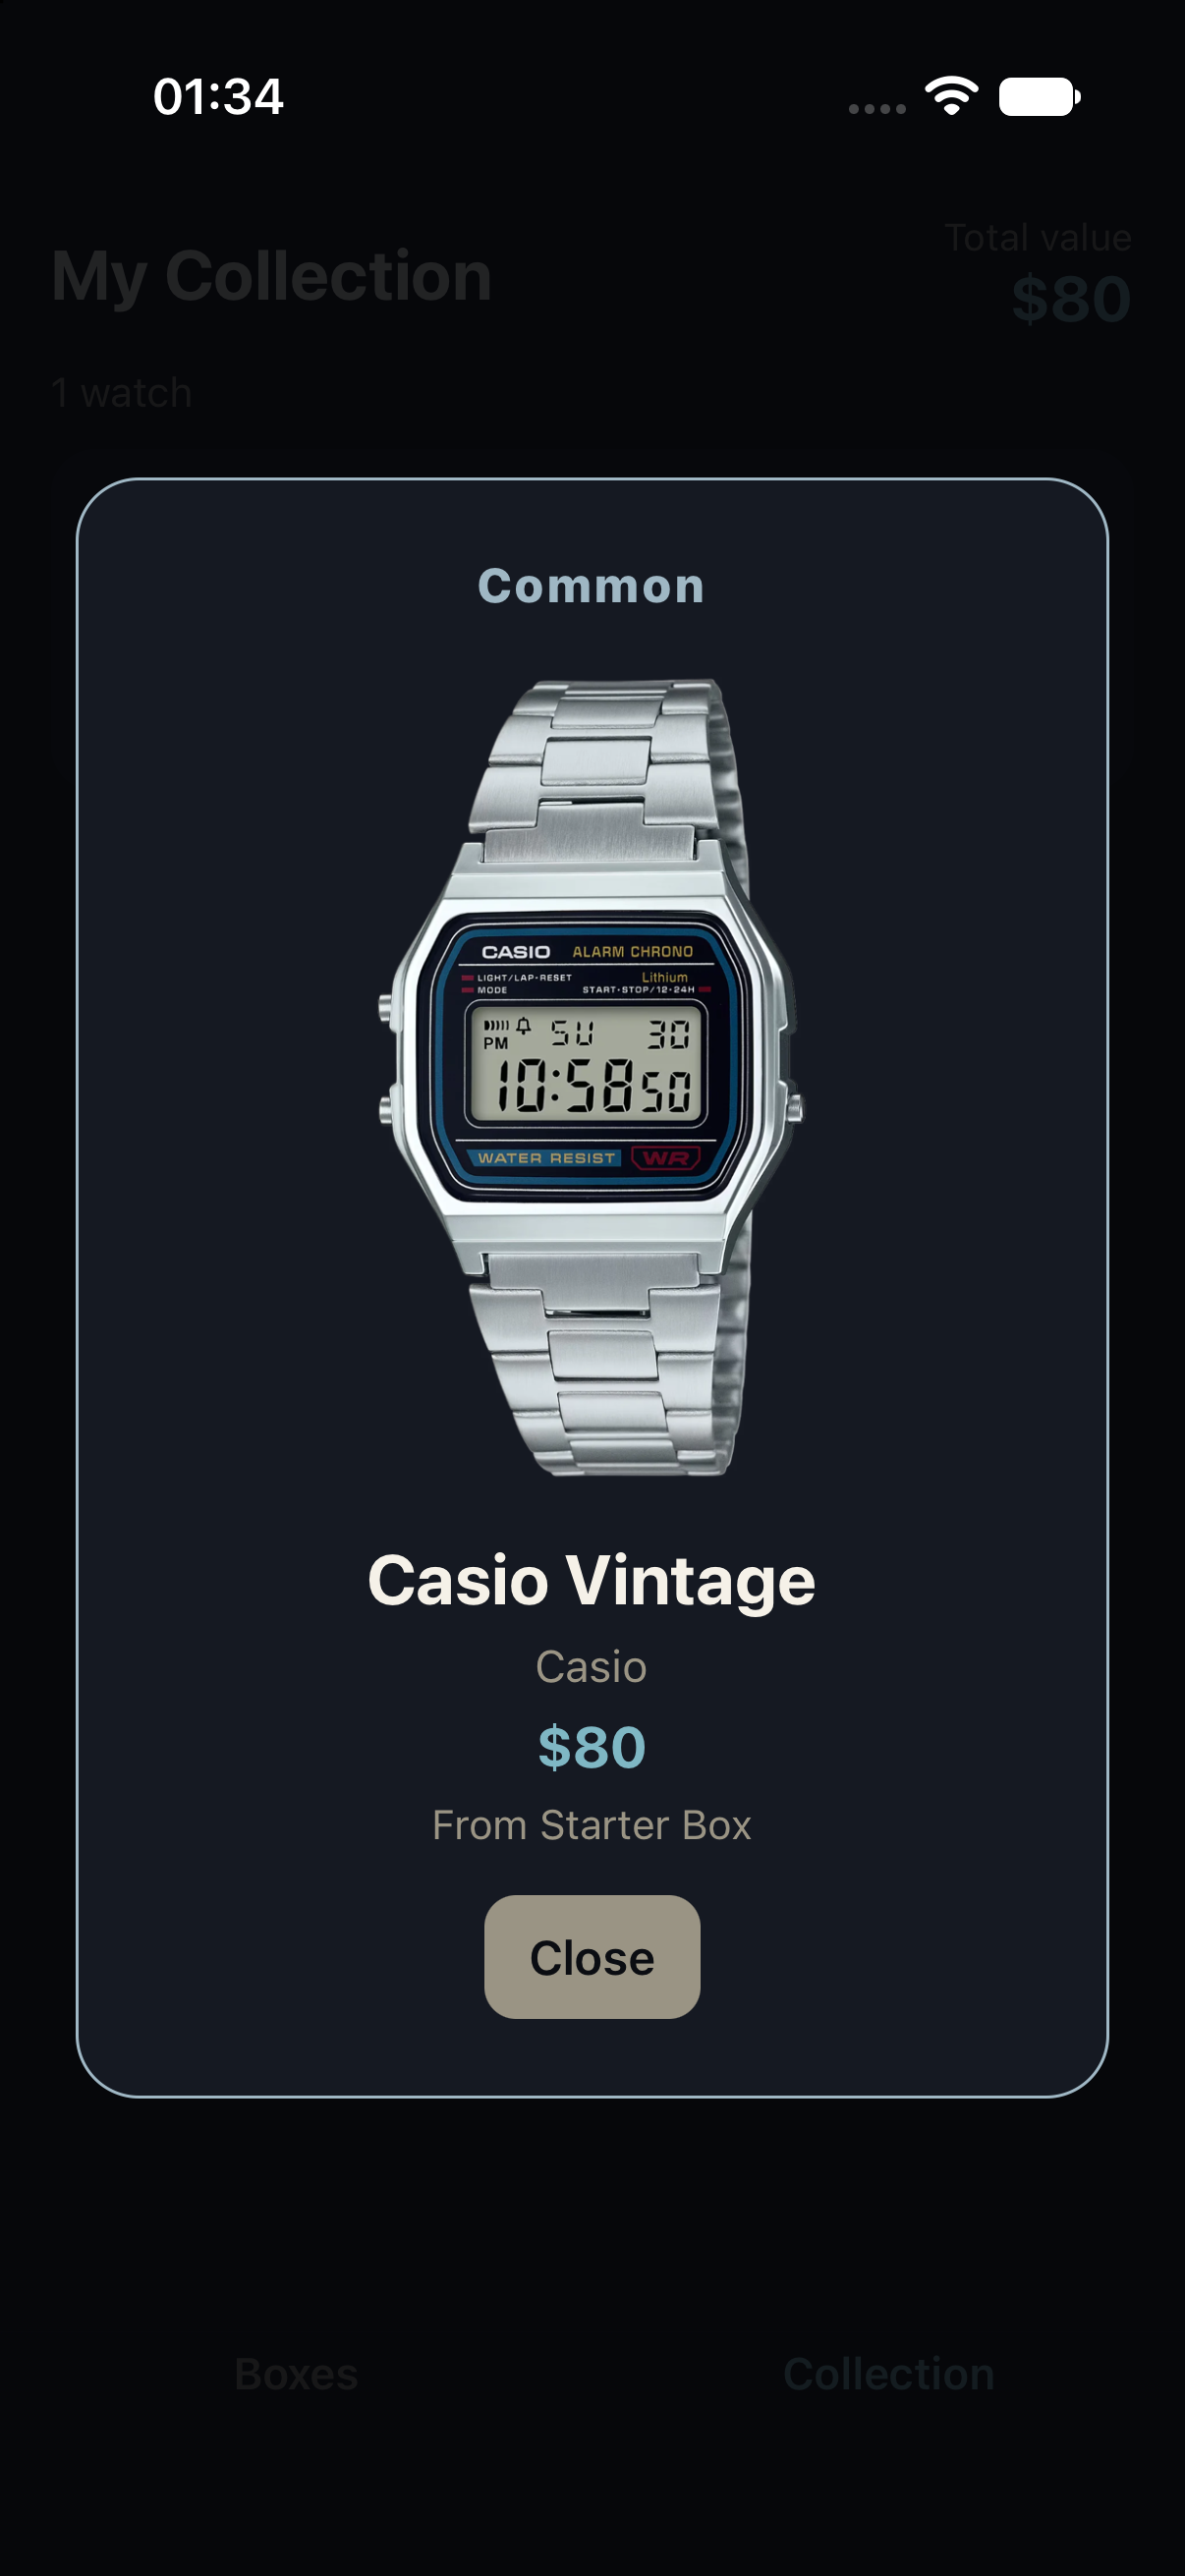 01:34
My Collection
Total value
$80
1 watch
Common
CASIO ALARM CHRONO
LIGHT/LAP-RESET Lithium
MODE START·STOP/12·24H
PM SU 30
10:58 50
WATER RESIST WR
Casio Vintage
Casio
$80
From Starter Box
Close
Boxes Collection